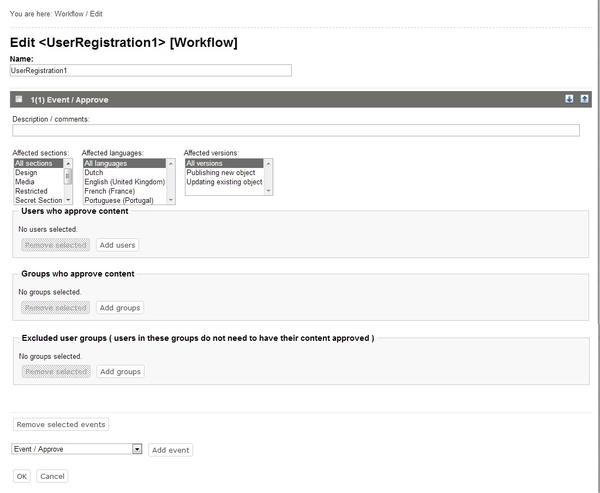 You are here: Workflow / Edit
Edit <UserRegistration1> [Workflow]
Name:
UserRegistration1
1(1) Event / Approve
Description / comments:
Affected sections: Affected languages: Affected versions:
All sections All languages All versions
Design Dutch Publishing new object
Media English (United Kingdom) Updating existing object
Restricted French (France)
Secret Section Portuguese (Portugal)
Users who approve content
No users selected.
Remove selected Add users
Groups who approve content
No groups selected.
Remove selected Add groups
Excluded user groups ( users in these groups do not need to have their content approved )
No groups selected.
Remove selected Add groups
Remove selected events
Event / Approve Add event
OK Cancel